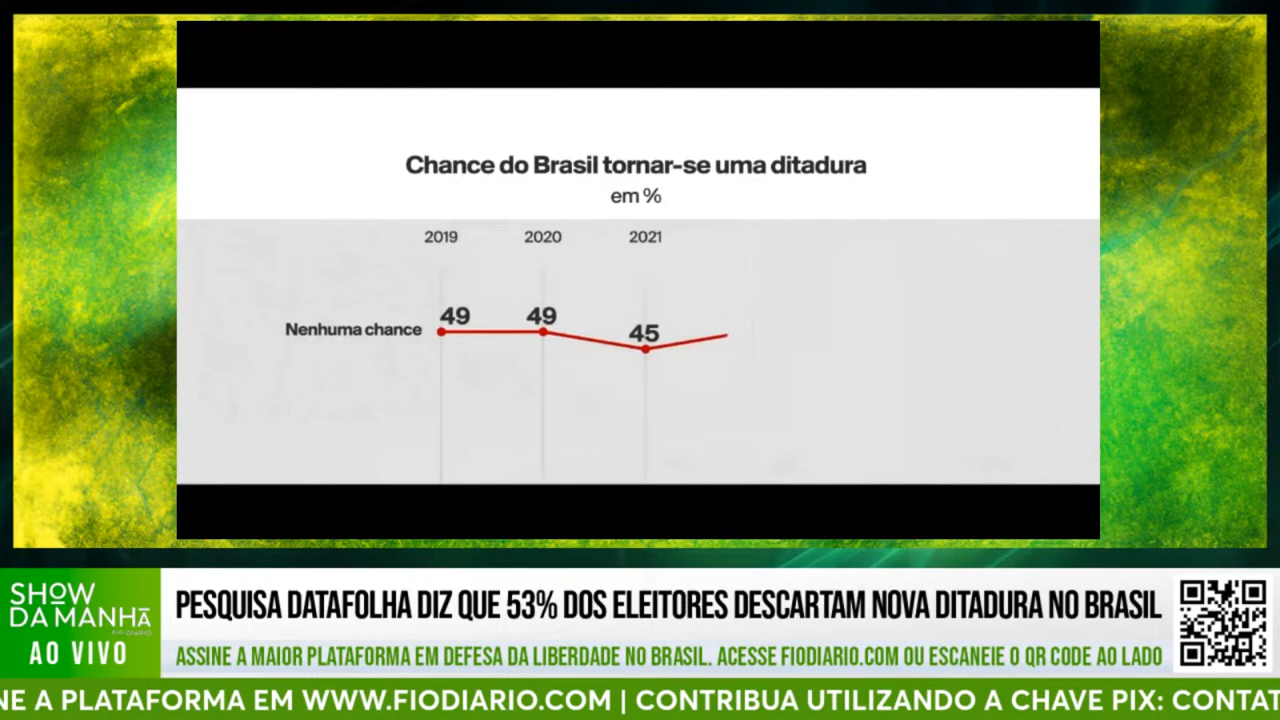 Chance do Brasil tornar-se uma ditadura
em %
2019 2020 2021
Nenhuma chance 49 49 45
SHOW
DA MANHÃ
FIO DIÁRIO
AO VIVO
PESQUISA DATAFOLHA DIZ QUE 53% DOS ELEITORES DESCARTAM NOVA DITADURA NO BRASIL
ASSINE A MAIOR PLATAFORMA EM DEFESA DA LIBERDADE NO BRASIL. ACESSE FIODIARIO.COM OU ESCANEIE O QR CODE AO LADO
NE A PLATAFORMA EM WWW.FIODIARIO.COM | CONTRIBUA UTILIZANDO A CHAVE PIX: CONTAT